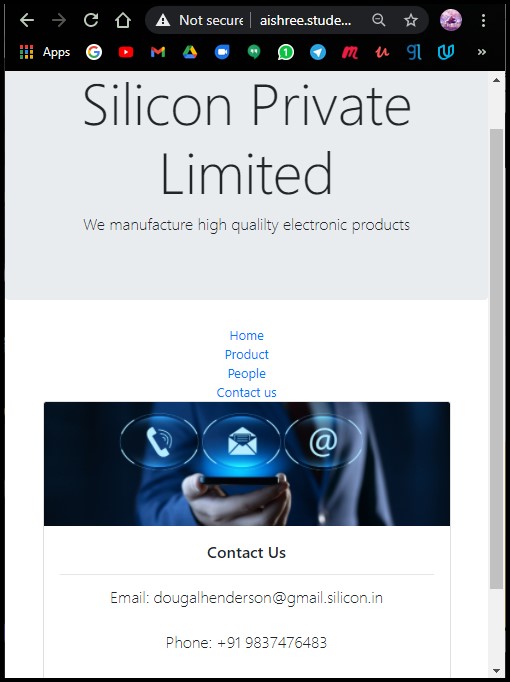 Not secure
aishree.stude...
Apps
Silicon Private
Limited
We manufacture high qualilty electronic products
Home
Product
People
Contact us
@
Contact Us
Email: dougalhenderson@gmail.silicon.in
Phone: +91 9837476483